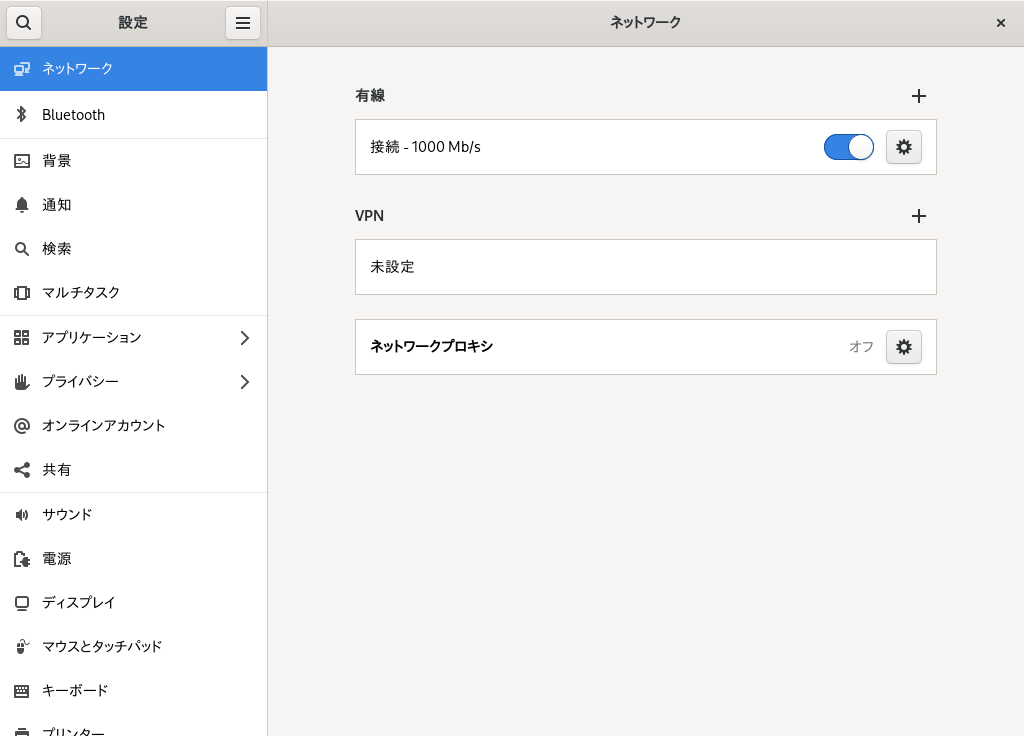 設定
ネットワーク
ネットワーク
Bluetooth
背景
通知
検索
マルチタスク
アプリケーション
プライバシー
オンラインアカウント
共有
サウンド
電源
ディスプレイ
マウスとタッチパッド
キーボード
プリンター
有線
接続 - 1000 Mb/s
VPN
未設定
ネットワークプロキシ オフ